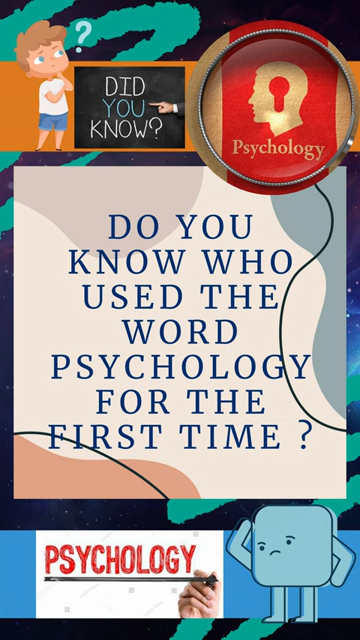 ?
DID
YOU
KNOW?
Psychology
DO YOU
KNOW WHO
USED THE
WORD
PSYCHOLOGY
FOR THE
FIRST TIME ?
PSYCHOLOGY